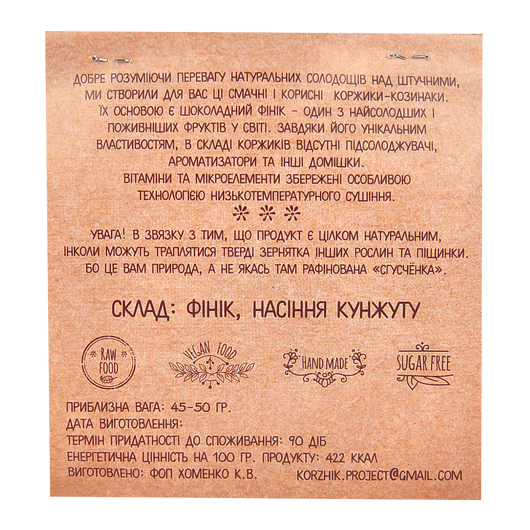 ДОБРЕ РОЗУМІЮЧИ ПЕРЕВАГУ НАТУРАЛЬНИХ СОЛОДОЩІВ НАД ШТУЧНИМИ,
МИ СТВОРИЛИ ДЛЯ ВАС ЦІ СМАЧНІ І КОРИСНІ КОРЖИКИ-КОЗИНАКИ.
ЇХ ОСНОВОЮ Є ШОКОЛАДНИЙ ФІНІК - ОДИН З НАЙСОЛОДШИХ І
ПОЖИВНІШИХ ФРУКТІВ У СВІТІ. ЗАВДЯКИ ЙОГО УНІКАЛЬНИМ
ВЛАСТИВОСТЯМ, В СКЛАДІ КОРЖИКІВ ВІДСУТНІ ПІДСОЛОДЖУВАЧІ,
АРОМАТИЗАТОРИ ТА ІНШІ ДОМІШКИ.
ВІТАМІНИ ТА МІКРОЕЛЕМЕНТИ ЗБЕРЕЖЕНІ ОСОБЛИВОЮ
ТЕХНОЛОГІЄЮ НИЗЬКОТЕМПЕРАТУРНОГО СУШІННЯ.
* * *
УВАГА! В ЗВЯЗКУ З ТИМ, ЩО ПРОДУКТ Є ЦІЛКОМ НАТУРАЛЬНИМ,
ІНКОЛИ МОЖУТЬ ТРАПЛЯТИСЯ ТВЕРДІ ЗЕРНЯТКА ІНШИХ РОСЛИН ТА ПІЩИНКИ.
БО ЦЕ ВАМ ПРИРОДА, А НЕ ЯКАСЬ ТАМ РАФІНОВАНА «СГУСЧЁНКА».
СКЛАД: ФІНІК, НАСІННЯ КУНЖУТУ
RAW FOOD
VEGAN FOOD
HAND MADE
SUGAR FREE
ПРИБЛИЗНА ВАГА: 45-50 ГР.
ДАТА ВИГОТОВЛЕННЯ:
ТЕРМІН ПРИДАТНОСТІ ДО СПОЖИВАННЯ: 90 ДІБ
ЕНЕРГЕТИЧНА ЦІННІСТЬ НА 100 ГР. ПРОДУКТУ: 422 ККАЛ
ВИГОТОВЛЕНО: ФОП ХОМЕНКО К.В. KORZHIK.PROJECT@GMAIL.COM